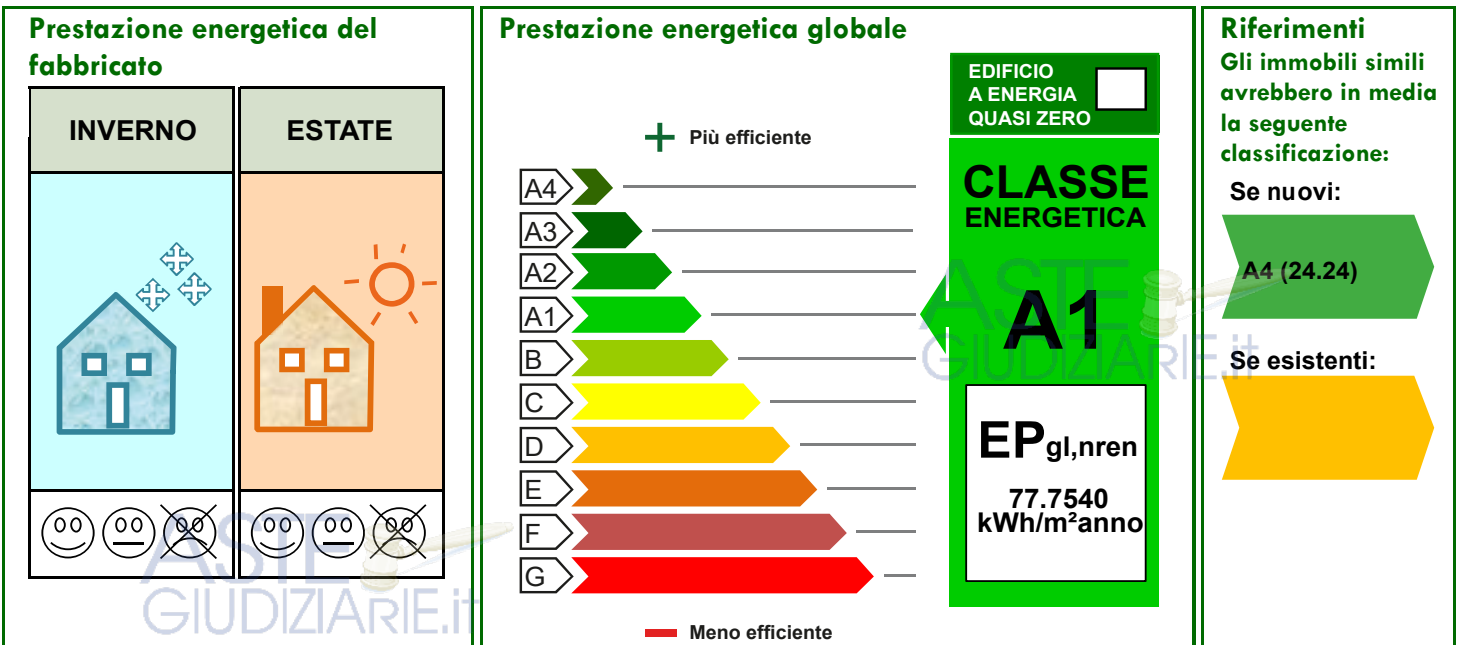 Prestazione energetica del
fabbricato
INVERNO
ESTATE
Prestazione energetica globale
EDIFICIO
A ENERGIA
QUASI ZERO
+ Più efficiente
A4
A3
A2
A1
B
C
D
E
F
G
Meno efficiente
CLASSE
ENERGETICA
A1
EPgl,nren
77.7540
kWh/m²anno
Riferimenti
Gli immobili simili
avrebbero in media
la seguente
classificazione:
Se nuovi:
A4 (24.24)
Se esistenti:
ASTE
GIUDIZIARIE.it
ASTE
GIUDIZIARIE.it